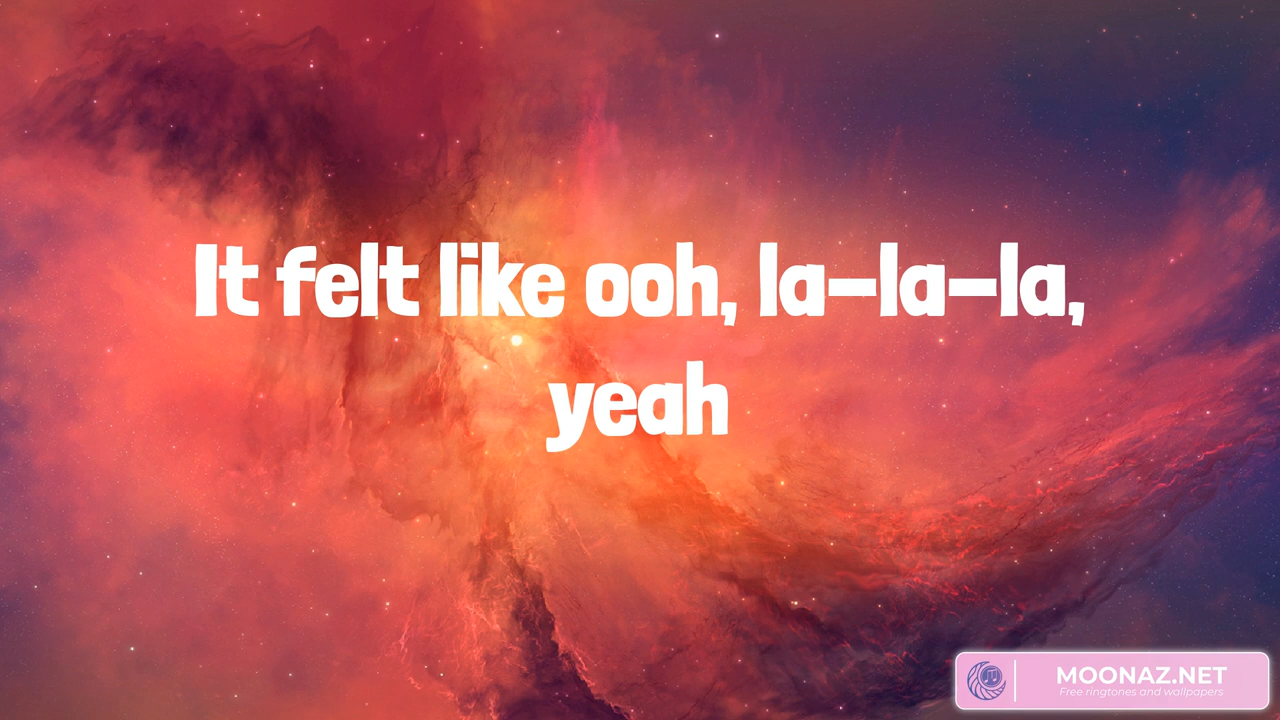 It felt like ooh, la-la-la,
yeah
MOONAZ.NET
Free ringtones and wallpapers